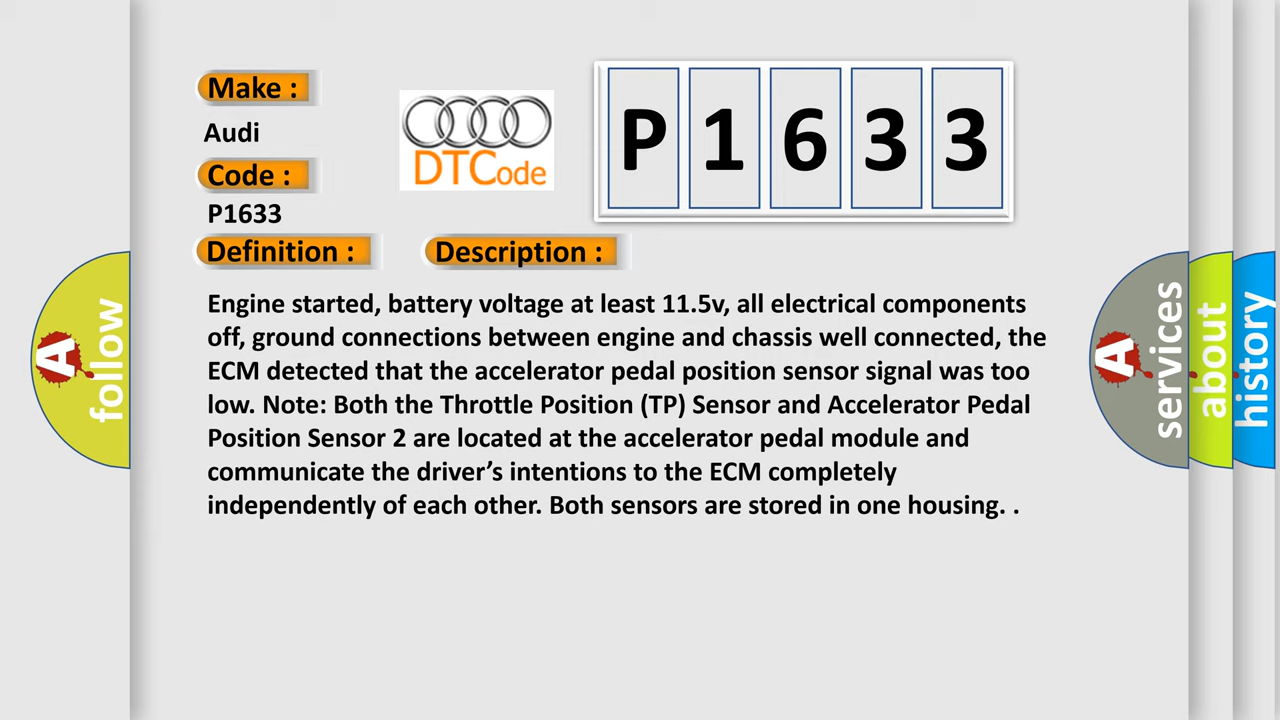 Make :
Audi
Code :
P1633
DTCode
P1633
Definition :
Description :
Engine started, battery voltage at least 11.5v, all electrical components
off, ground connections between engine and chassis well connected, the
ECM detected that the accelerator pedal position sensor signal was too
low. Note: Both the Throttle Position (TP) Sensor and Accelerator Pedal
Position Sensor 2 are located at the accelerator pedal module and
communicate the driver’s intentions to the ECM completely
independently of each other. Both sensors are stored in one housing. .
A
follow
A
services
about
history